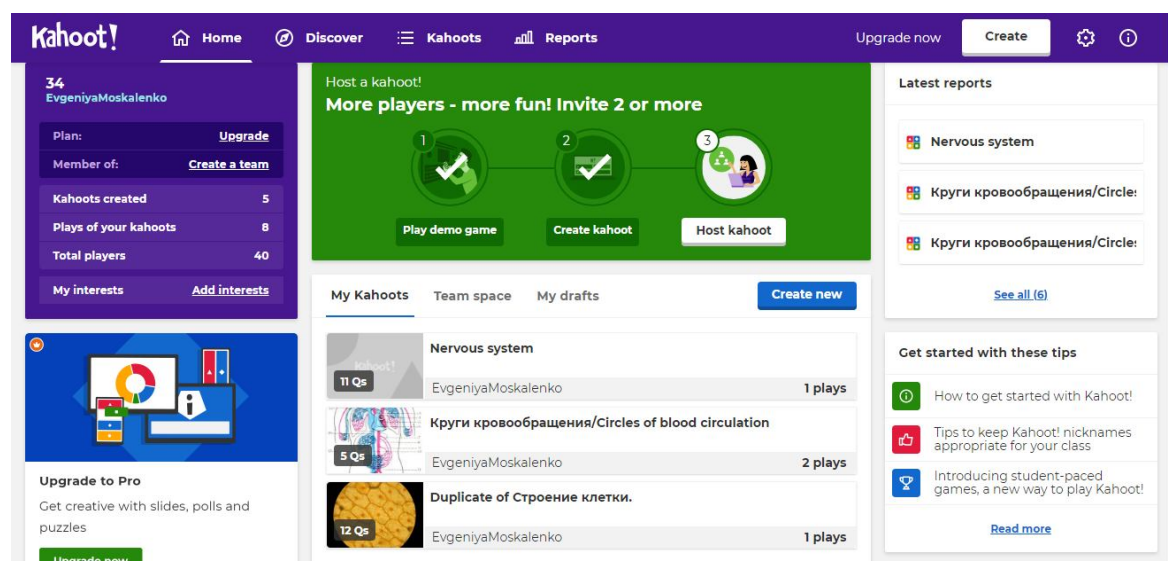 Kahoot!
Home
Discover
Kahoots
Reports
Upgrade now
Create
34
EvgeniyaMoskalenko
Plan: Upgrade
Member of: Create a team
Kahoots created 5
Plays of your kahoots 8
Total players 40
My interests Add interests
Upgrade to Pro
Get creative with slides, polls and
puzzles
Upgrade now
Host a kahoot!
More players - more fun! Invite 2 or more
1
2
3
Play demo game
Create kahoot
Host kahoot
My Kahoots
Team space
My drafts
Create new
Kahoot!
11 Qs
Nervous system
EvgeniyaMoskalenko 1 plays
5 Qs
Круги кровообращения/Circles of blood circulation
EvgeniyaMoskalenko 2 plays
12 Qs
Duplicate of Строение клетки.
EvgeniyaMoskalenko 1 plays
Latest reports
Nervous system
Круги кровообращения/Circle
Круги кровообращения/Circle
See all (6)
Get started with these tips
How to get started with Kahoot!
Tips to keep Kahoot! nicknames
appropriate for your class
Introducing student-paced
games, a new way to play Kahoot!
Read more